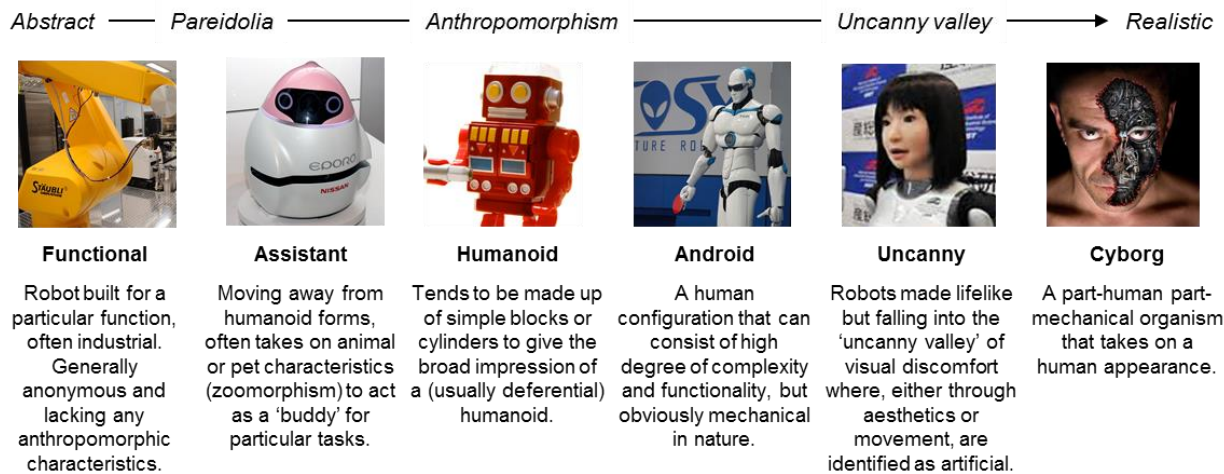 Abstract Pareidolia Anthropomorphism Uncanny valley Realistic
STÄUBLI
EPORO
NISSAN
TOSY
TURE ROBO
Functional
Robot built for a
particular function,
often industrial.
Generally
anonymous and
lacking any
anthropomorphic
characteristics.
Assistant
Moving away from
humanoid forms,
often takes on animal
or pet characteristics
(zoomorphism) to act
as a ‘buddy’ for
particular tasks.
Humanoid
Tends to be made up
of simple blocks or
cylinders to give the
broad impression of
a (usually deferential)
humanoid.
Android
A human
configuration that can
consist of high
degree of complexity
and functionality, but
obviously mechanical
in nature.
Uncanny
Robots made lifelike
but falling into the
‘uncanny valley’ of
visual discomfort
where, either through
aesthetics or
movement, are
identified as artificial.
Cyborg
A part-human part-
mechanical organism
that takes on a
human appearance.